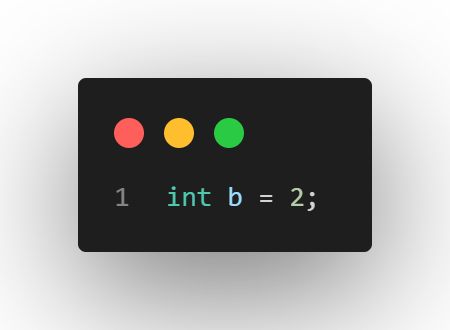 1 int b = 2;